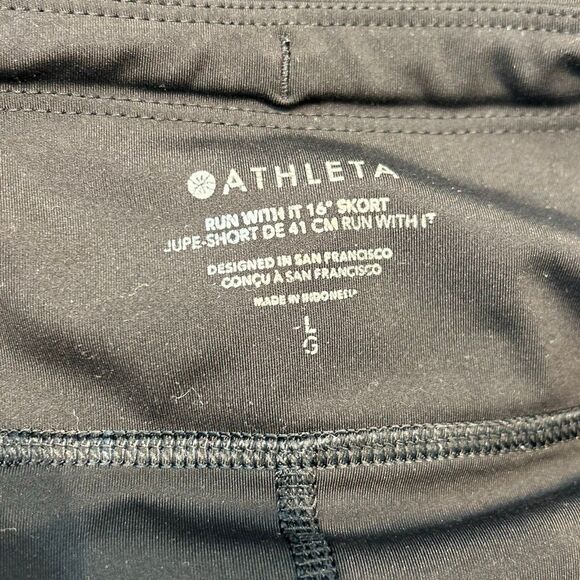 ATHLETA
RUN WITH IT 16" SKORT
JUPE-SHORT DE 41 CM RUN WITH IT
DESIGNED IN SAN FRANCISCO
CONÇU À SAN FRANCISCO
MADE IN INDONESIA
L
G